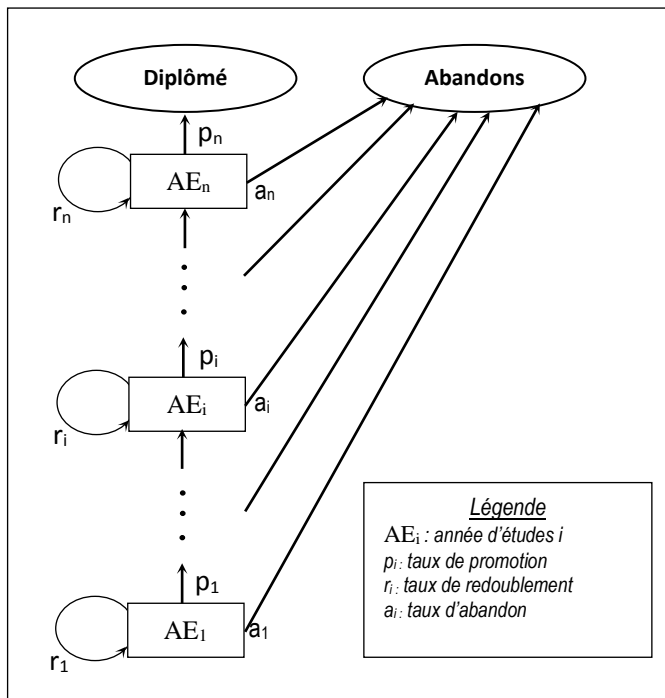 Diplômé
Abandons
pn
AEn
rn
an
pi
AEi
ri
ai
Légende
AEi : année d'études i
pi : taux de promotion
ri : taux de redoublement
ai : taux d'abandon
p1
AE1
r1
a1